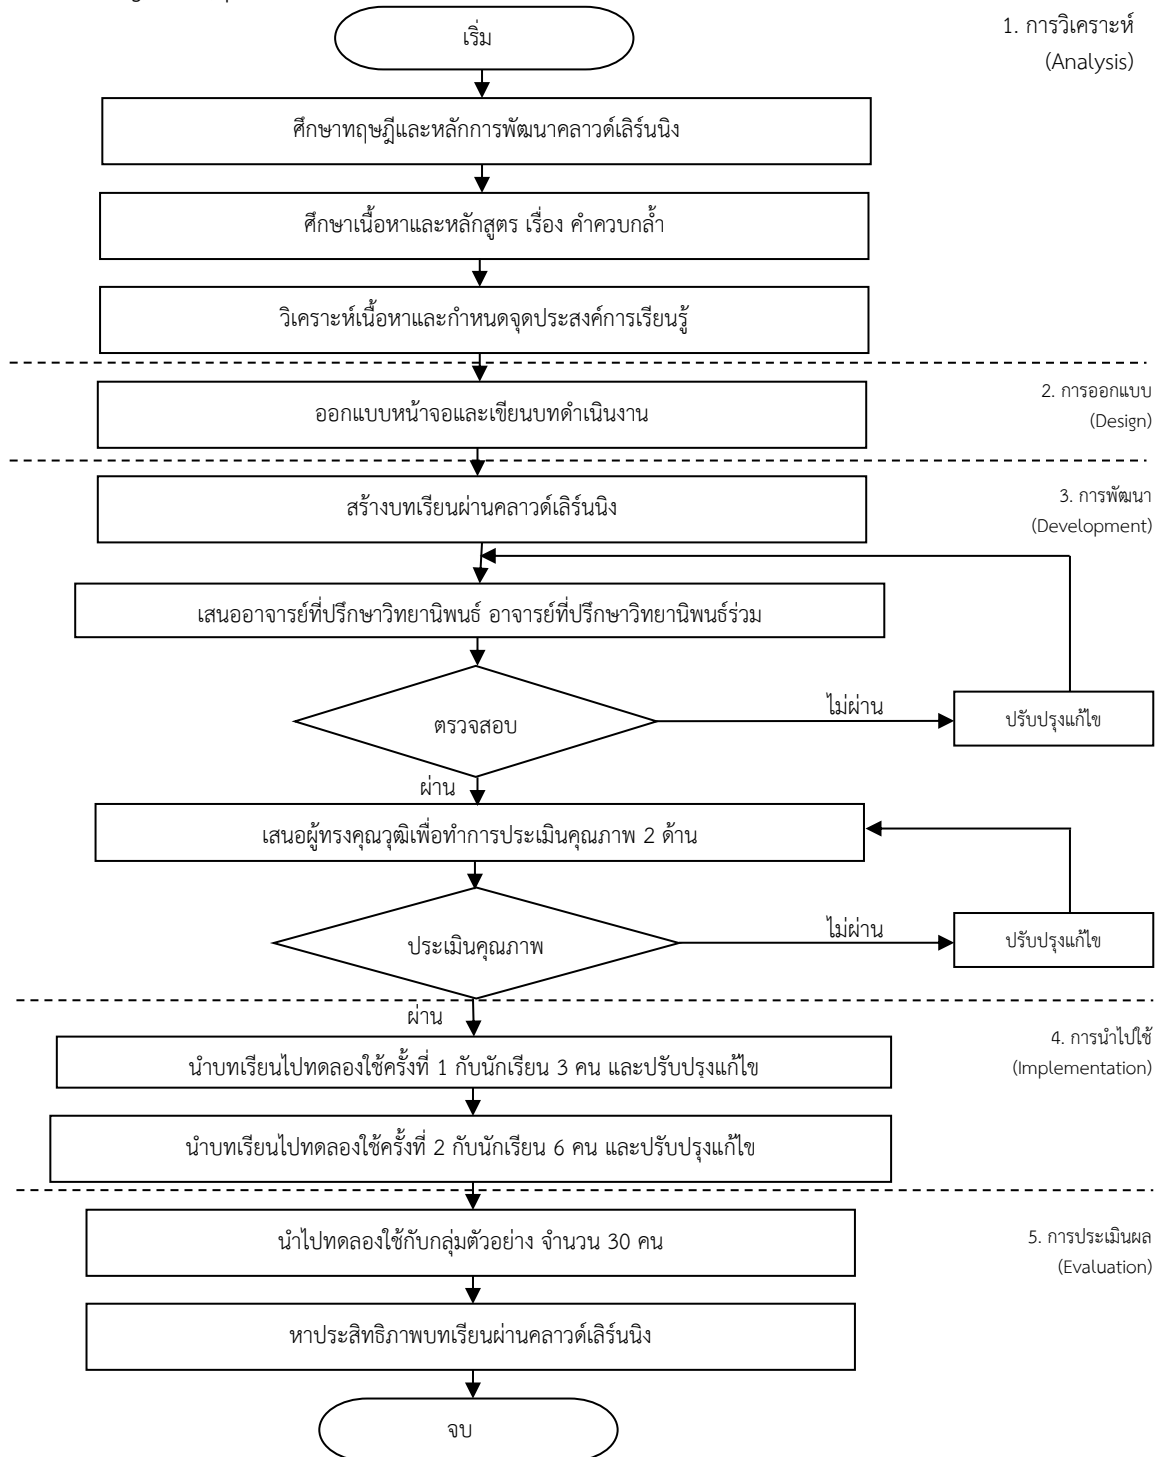 เริ่ม
1. การวิเคราะห์
(Analysis)
ศึกษาทฤษฎีและหลักการพัฒนาคลาวด์เลิร์นนิง
ศึกษาเนื้อหาและหลักสูตร เรื่อง คำควบกล้ำ
วิเคราะห์เนื้อหาและกำหนดจุดประสงค์การเรียนรู้
2. การออกแบบ
(Design)
ออกแบบหน้าจอและเขียนบทดำเนินงาน
3. การพัฒนา
(Development)
สร้างบทเรียนผ่านคลาวด์เลิร์นนิง
เสนออาจารย์ที่ปรึกษาวิทยานิพนธ์ อาจารย์ที่ปรึกษาวิทยานิพนธ์ร่วม
ตรวจสอบ
ไม่ผ่าน
ปรับปรุงแก้ไข
ผ่าน
เสนอผู้ทรงคุณวุฒิเพื่อทำการประเมินคุณภาพ 2 ด้าน
ประเมินคุณภาพ
ไม่ผ่าน
ปรับปรุงแก้ไข
ผ่าน
4. การนำไปใช้
(Implementation)
นำบทเรียนไปทดลองใช้ครั้งที่ 1 กับนักเรียน 3 คน และปรับปรุงแก้ไข
นำบทเรียนไปทดลองใช้ครั้งที่ 2 กับนักเรียน 6 คน และปรับปรุงแก้ไข
5. การประเมินผล
(Evaluation)
นำไปทดลองใช้กับกลุ่มตัวอย่าง จำนวน 30 คน
หาประสิทธิภาพบทเรียนผ่านคลาวด์เลิร์นนิง
จบ